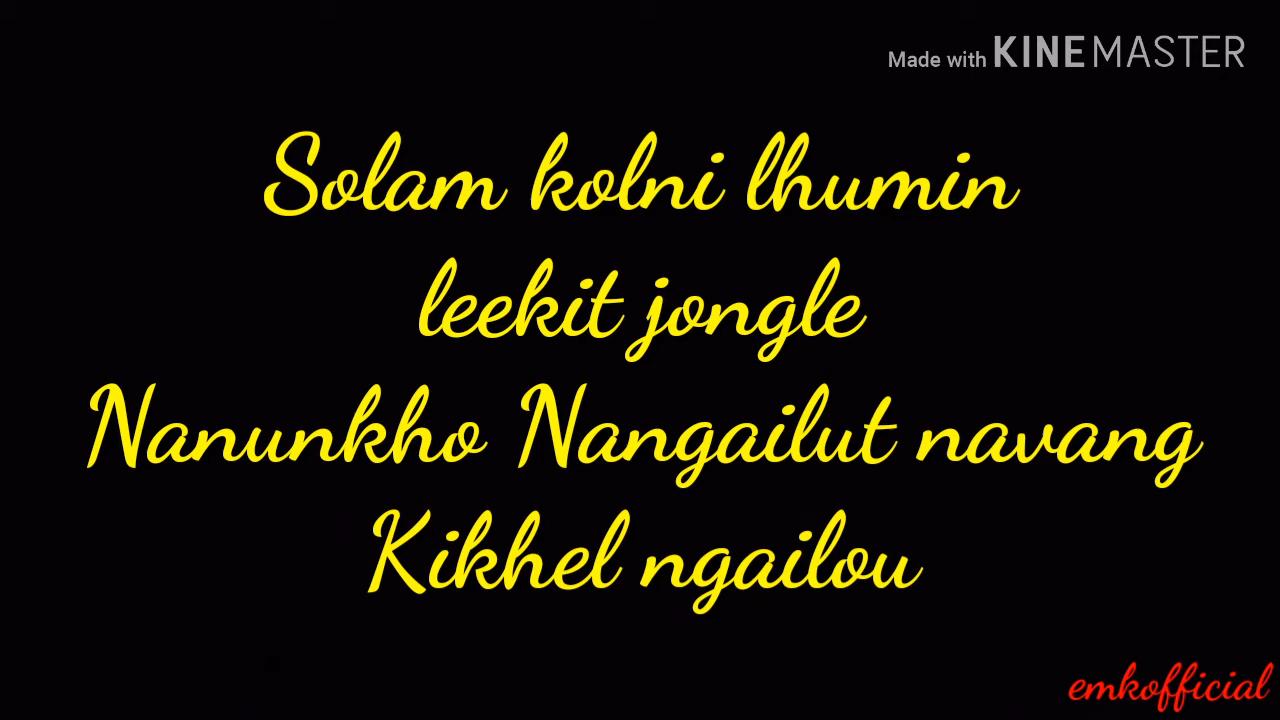 Made with KINEMASTER
Solam kolni lhumin
leekit jongle
Nanunkho Nangailut navang
Kikhel ngailou
emkofficial